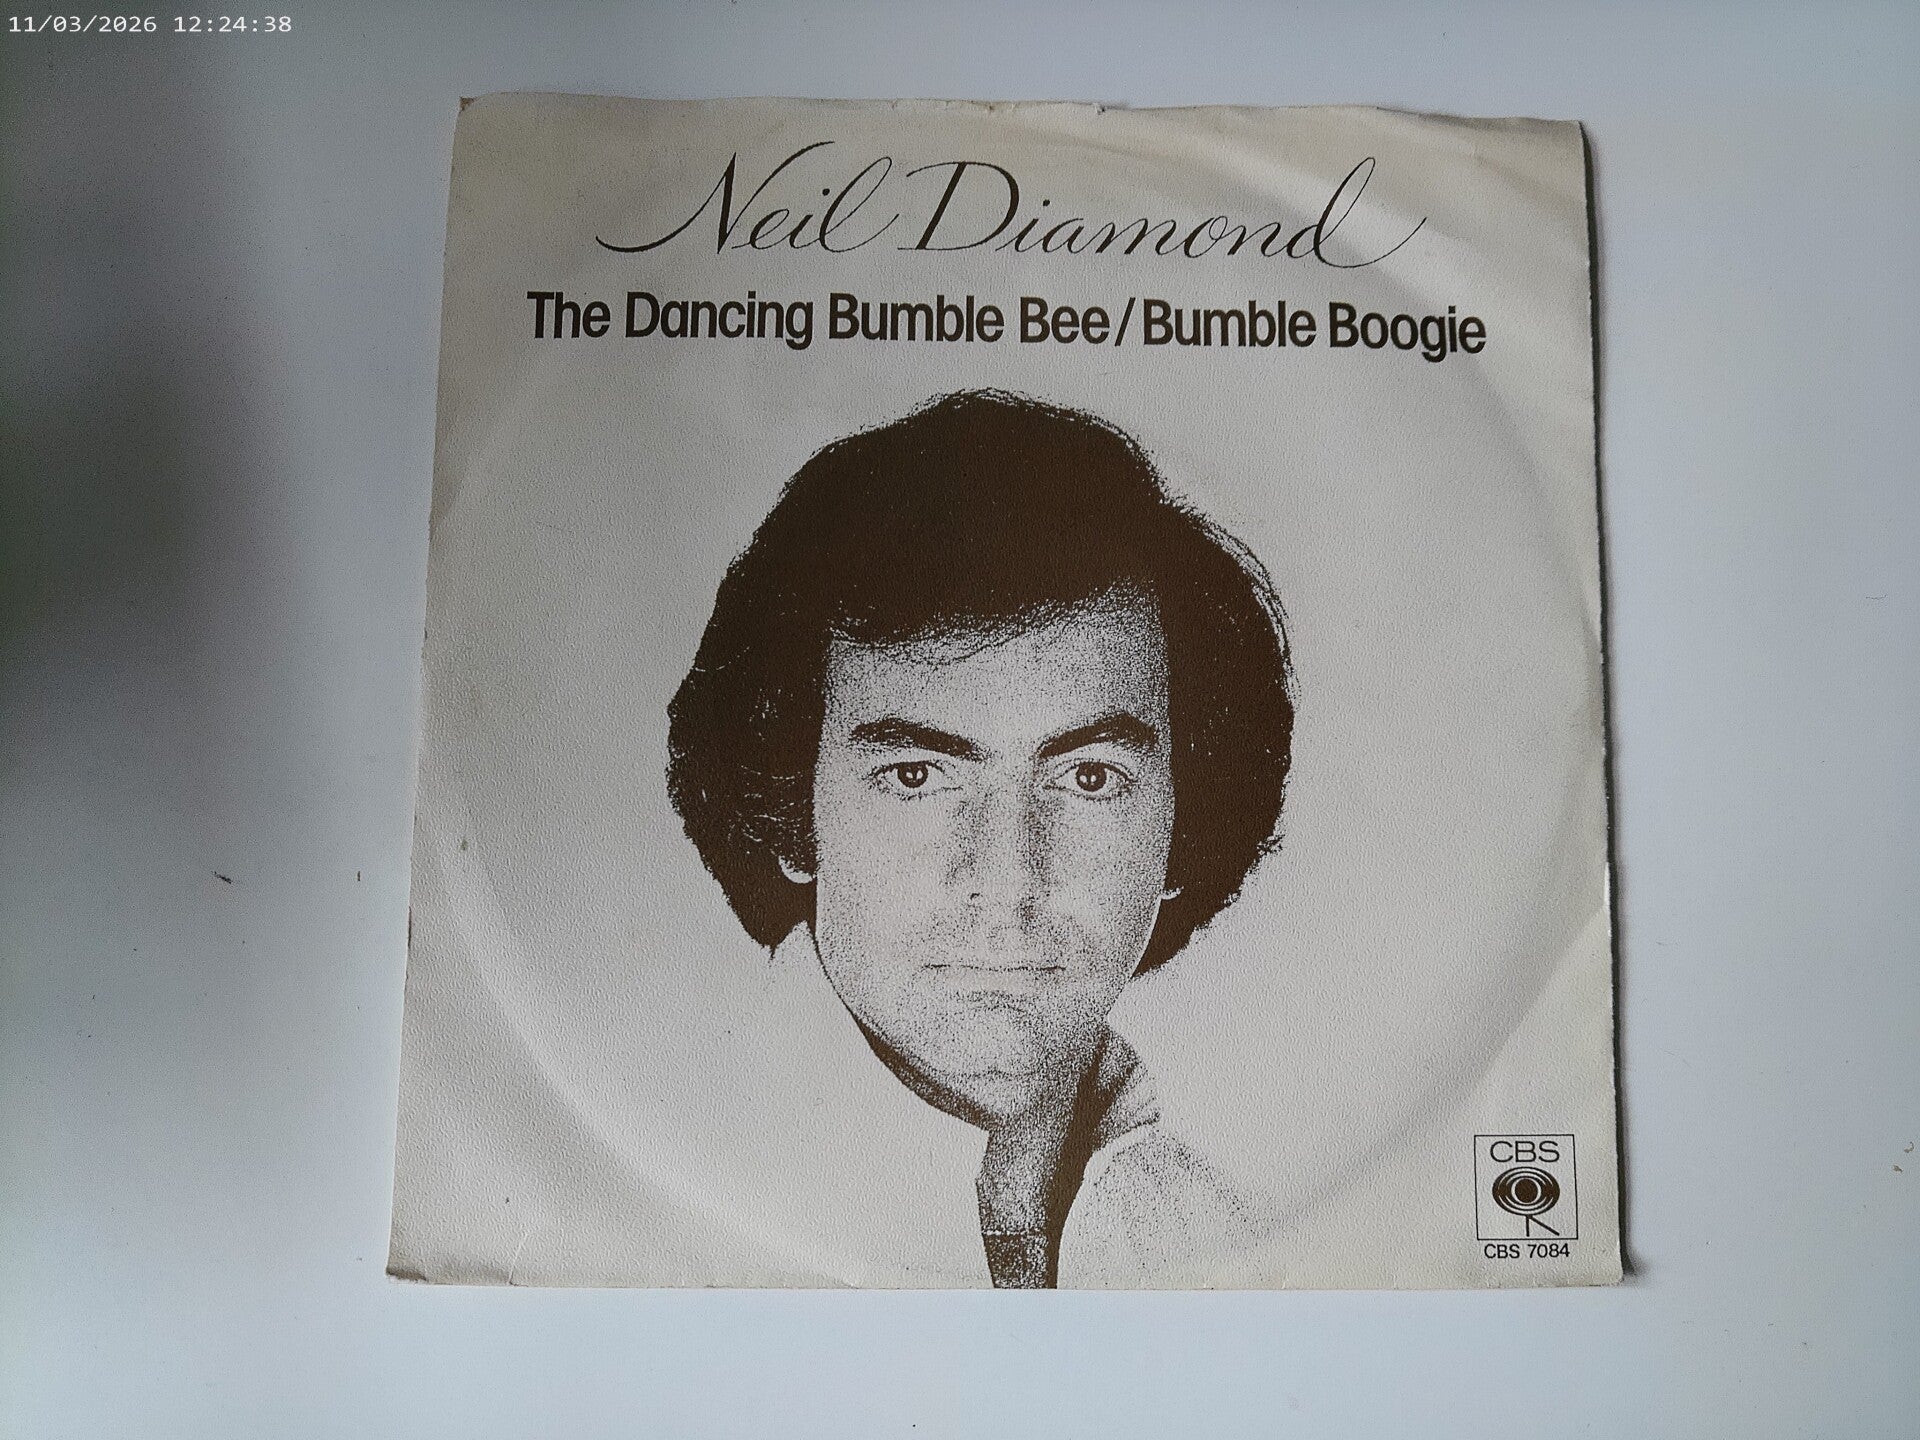 11/03/2026 12:24:38
Neil Diamond
The Dancing Bumble Bee/Bumble Boogie
CBS
CBS 7084